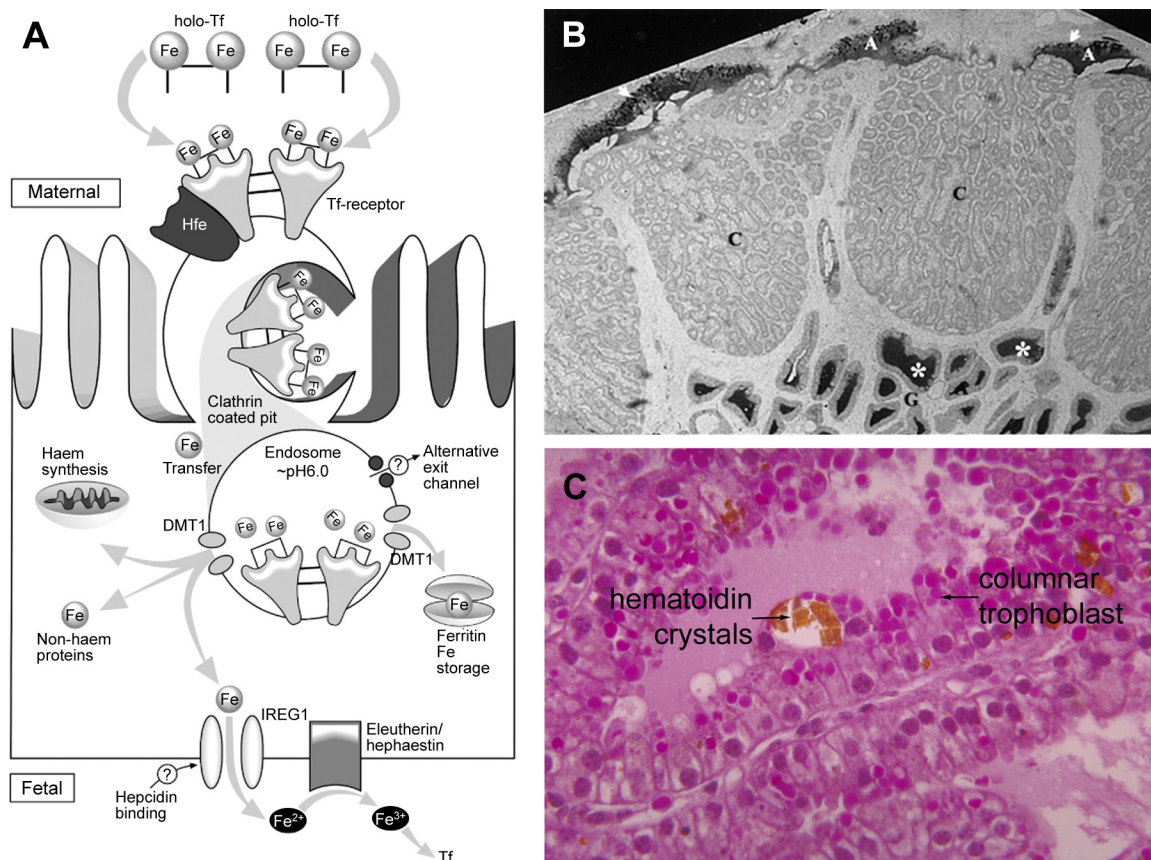 A
holo-Tf
holo-Tf
Fe
Fe
Fe
Fe
Fe
Fe
Fe
Fe
Maternal
Hfe
Tf-receptor
Fe
Fe
Fe
Fe
Clathrin
coated pit
Fe
Transfer
Haem
synthesis
Endosome
~pH6.0
?
Alternative
exit
channel
DMT1
Fe
Fe
Fe
Fe
DMT1
Fe
Non-haem
proteins
Fe
Ferritin
Fe
storage
Fe
IREG1
Eleutherin/
hephaestin
Fetal
?
Hepcidin
binding
Fe2+
Fe3+
Tf
B
A
A
C
C
*
*
G
C
hematoidin
crystals
columnar
trophoblast